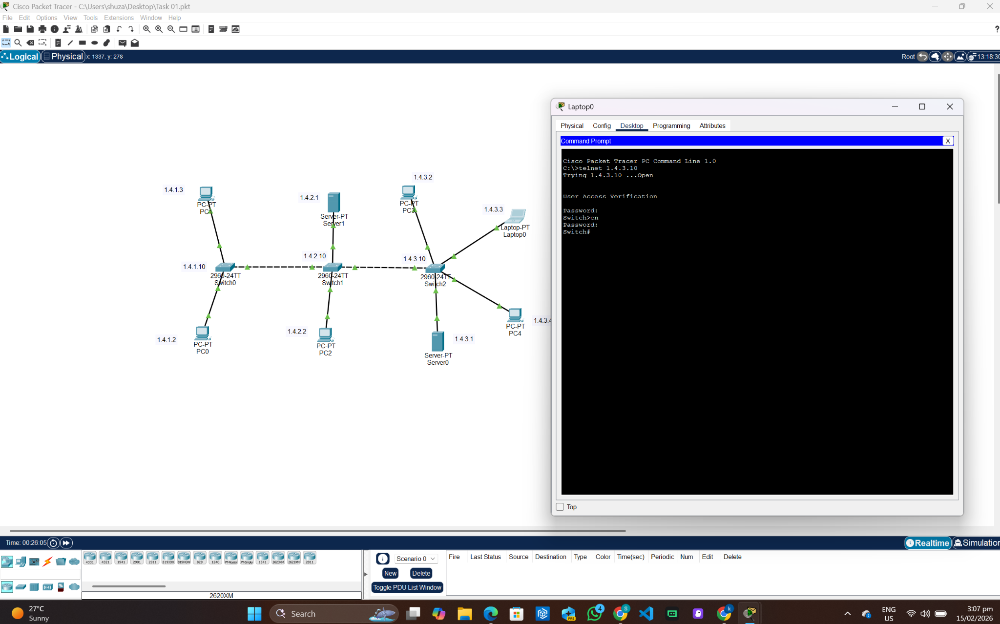 Cisco Packet Tracer - C:\Users\shuza\Desktop\Task 01.pkt
File Edit Options View Tools Extensions Window Help
?
Logical Physical x: 1337, y: 278
Root 13:18:30
Laptop0
Physical Config Desktop Programming Attributes
Command Prompt
X
Cisco Packet Tracer PC Command Line 1.0
C:\>telnet 1.4.3.10
Trying 1.4.3.10 ...Open
User Access Verification
Password:
Switch>en
Password:
Switch#
Top
1.4.3.2
1.4.1.3
PC-PT
PC1
1.4.2.1
Server-PT
Server1
PC-PT
PC3
1.4.3.3
Laptop-PT
Laptop0
1.4.2.10
1.4.3.10
1.4.1.10
2960-24TT
Switch0
2960-24TT
Switch1
2960-24TT
Switch2
1.4.3.4
PC-PT
PC4
1.4.1.2
PC-PT
PC0
1.4.2.2
PC-PT
PC2
1.4.3.1
Server-PT
Server0
Time: 00:26:05
Realtime Simulation
4331 4321 1941 2901 2911 819IOX 819HGW 829 1240 PT-Router PT-Empty 1841 2620XM 2621XM 2811
2620XM
Scenario 0
New Delete
Toggle PDU List Window
Fire Last Status Source Destination Type Color Time(sec) Periodic Num Edit Delete
27°C
Sunny
Search
PRE
4
S
k
ENG
US
3:07 pm
15/02/2026